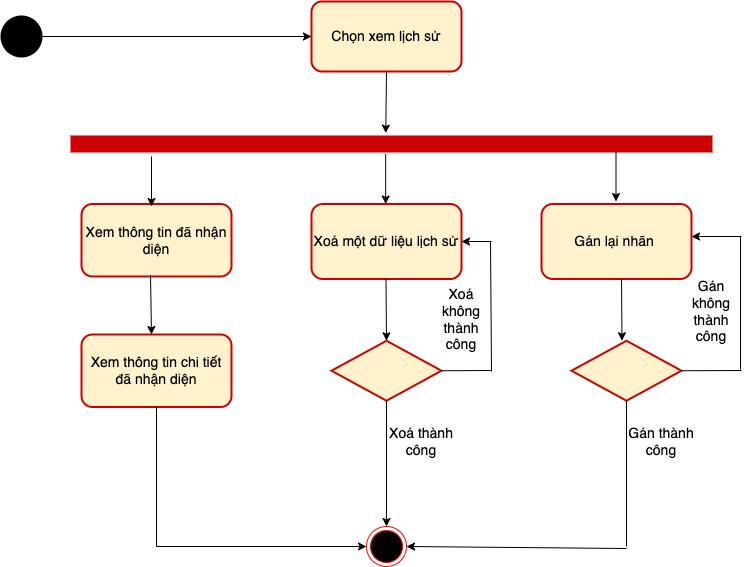 Chọn xem lịch sử
Xem thông tin đã nhận
diện
Xoá một dữ liệu lịch sử
Gán lại nhãn
Xoá
không
thành
công
Gán
không
thành
công
Xem thông tin chi tiết
đã nhận diện
Xoá thành
công
Gán thành
công